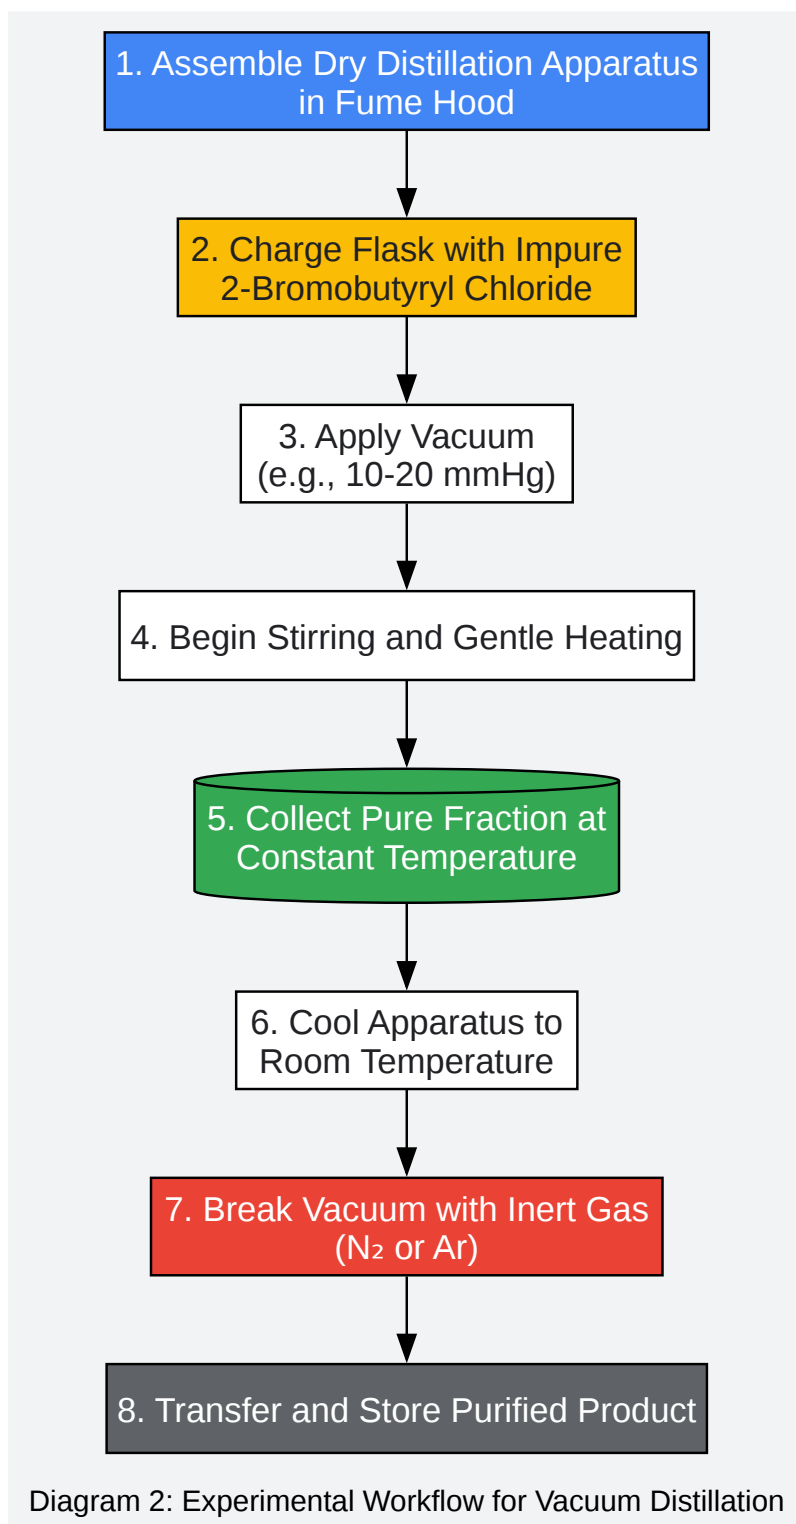 1. Assemble Dry Distillation Apparatus
in Fume Hood
2. Charge Flask with Impure
2-Bromobutyryl Chloride
3. Apply Vacuum
(e.g., 10-20 mmHg)
4. Begin Stirring and Gentle Heating
5. Collect Pure Fraction at
Constant Temperature
6. Cool Apparatus to
Room Temperature
7. Break Vacuum with Inert Gas
(N₂ or Ar)
8. Transfer and Store Purified Product
Diagram 2: Experimental Workflow for Vacuum Distillation